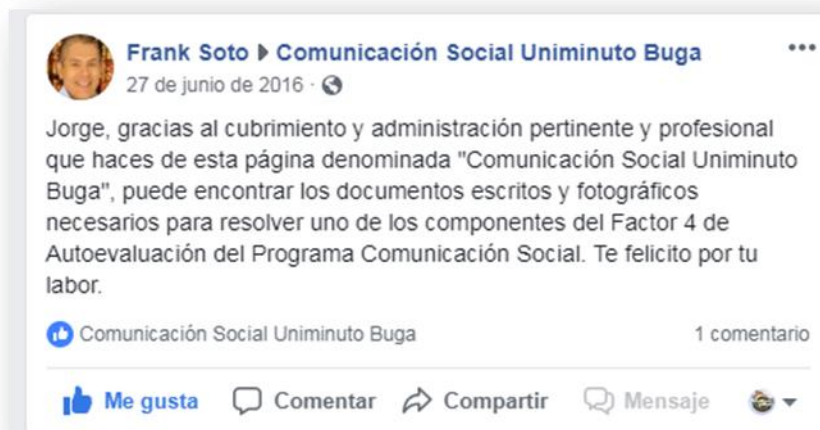 Frank Soto ▶ Comunicación Social Uniminuto Buga
27 de junio de 2016 ·
Jorge, gracias al cubrimiento y administración pertinente y profesional
que haces de esta página denominada "Comunicación Social Uniminuto
Buga", puede encontrar los documentos escritos y fotográficos
necesarios para resolver uno de los componentes del Factor 4 de
Autoevaluación del Programa Comunicación Social. Te felicito por tu
labor.
Comunicación Social Uniminuto Buga 1 comentario
Me gusta Comentar Compartir Mensaje